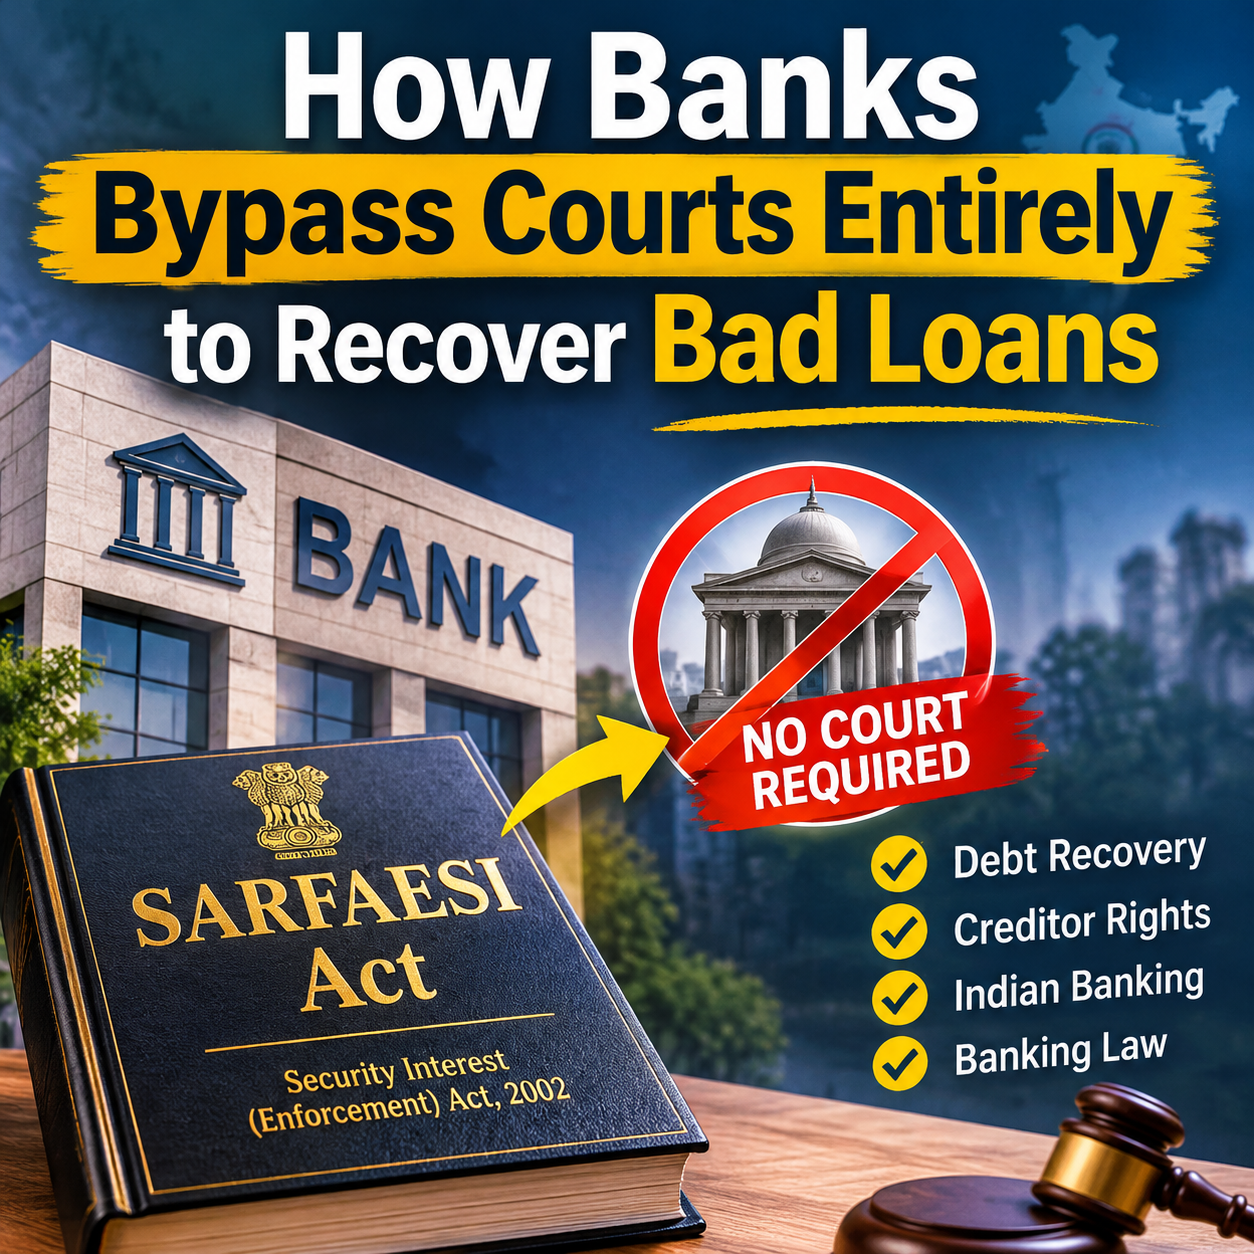 How Banks
Bypass Courts Entirely
to Recover Bad Loans
BANK
NO COURT
REQUIRED
SARFAESI
Act
Security Interest
(Enforcement) Act, 2002
Debt Recovery
Creditor Rights
Indian Banking
Banking Law